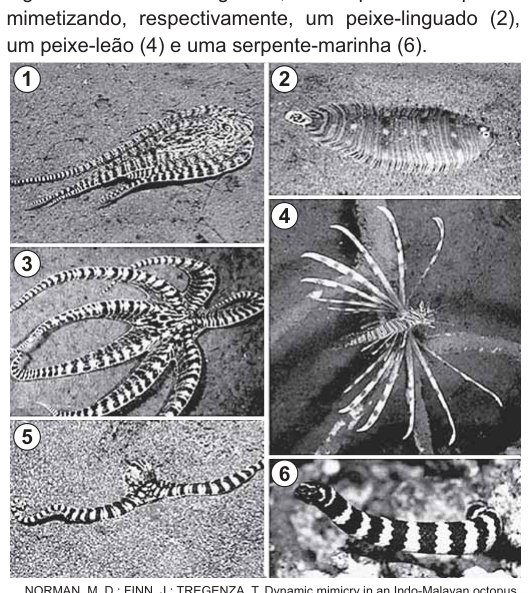 mimetizando, respectivamente, um peixe-linguado (2),
um peixe-leão (4) e uma serpente-marinha (6).
1
2
3
4
5
6
NORMAN, M. D.; FINN, J.; TREGENZA, T. Dynamic mimicry in an Indo-Malayan octopus.